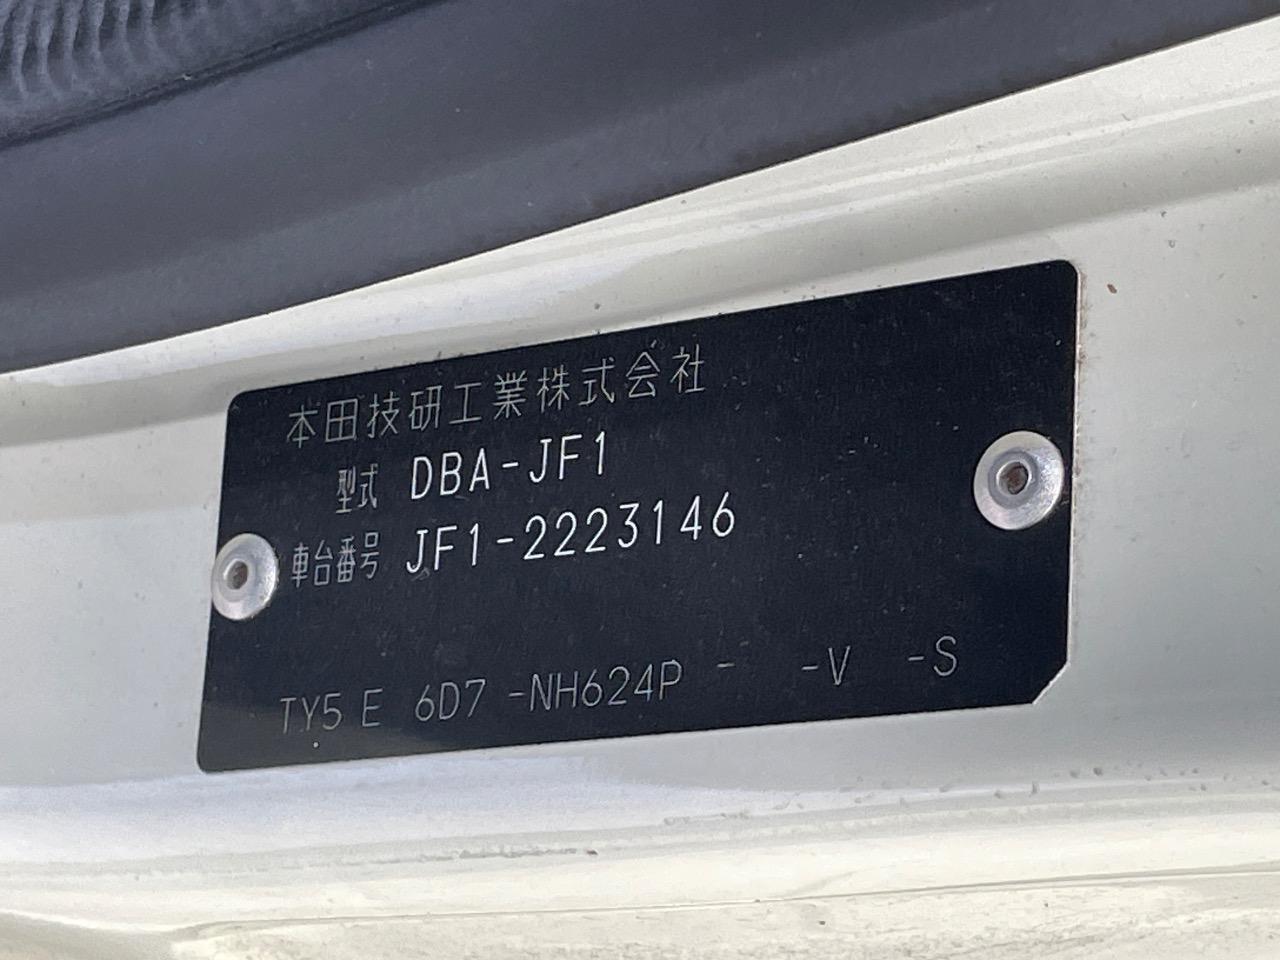 本田技研工業株式会社
型式 DBA-JF1
車台番号 JF1-2223146
TY5 E 6D7 -NH624P - -V -S